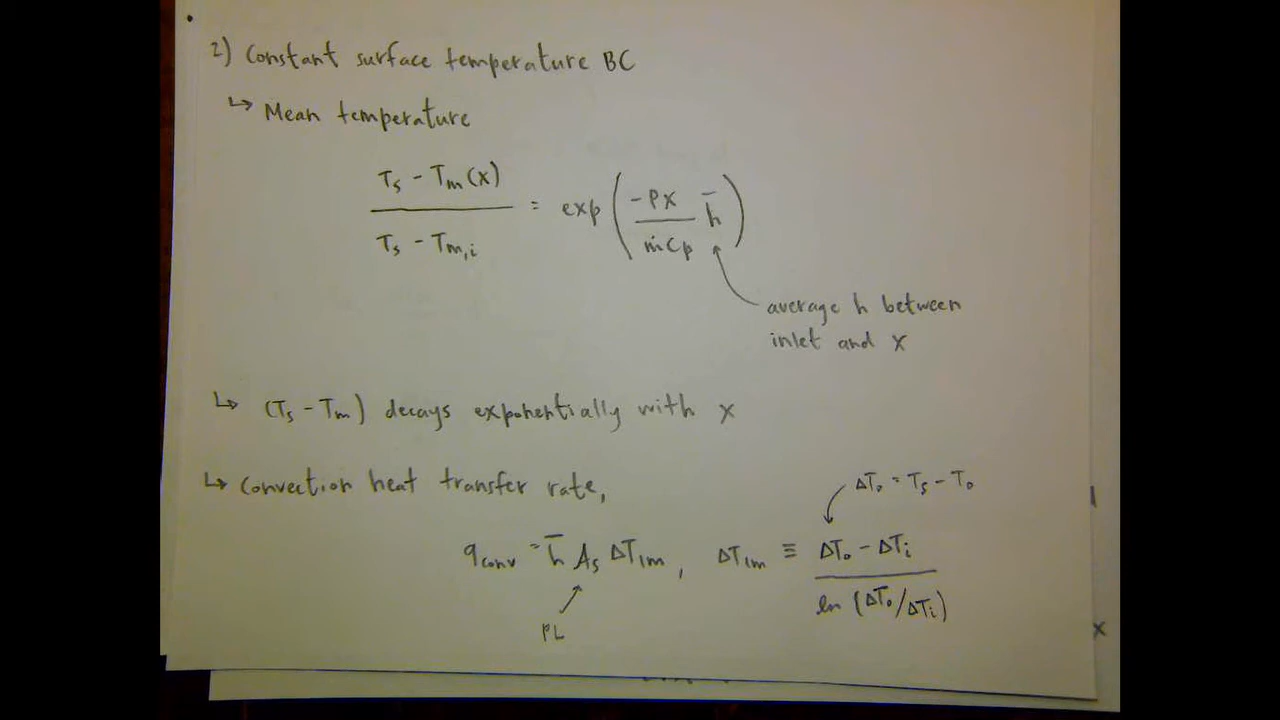 2) Constant surface temperature BC
↳ Mean temperature
(Ts - Tm(x)) / (Ts - Tm,i) = exp(-Px / ṁCp h̄)
average h between
inlet and x
↳ (Ts - Tm) decays exponentially with x
↳ Convection heat transfer rate,
ΔTo = Ts - To
qconv = h̄ As ΔTlm, ΔTlm ≡ (ΔTo - ΔTi) / ln (ΔTo/ΔTi)
PL
x